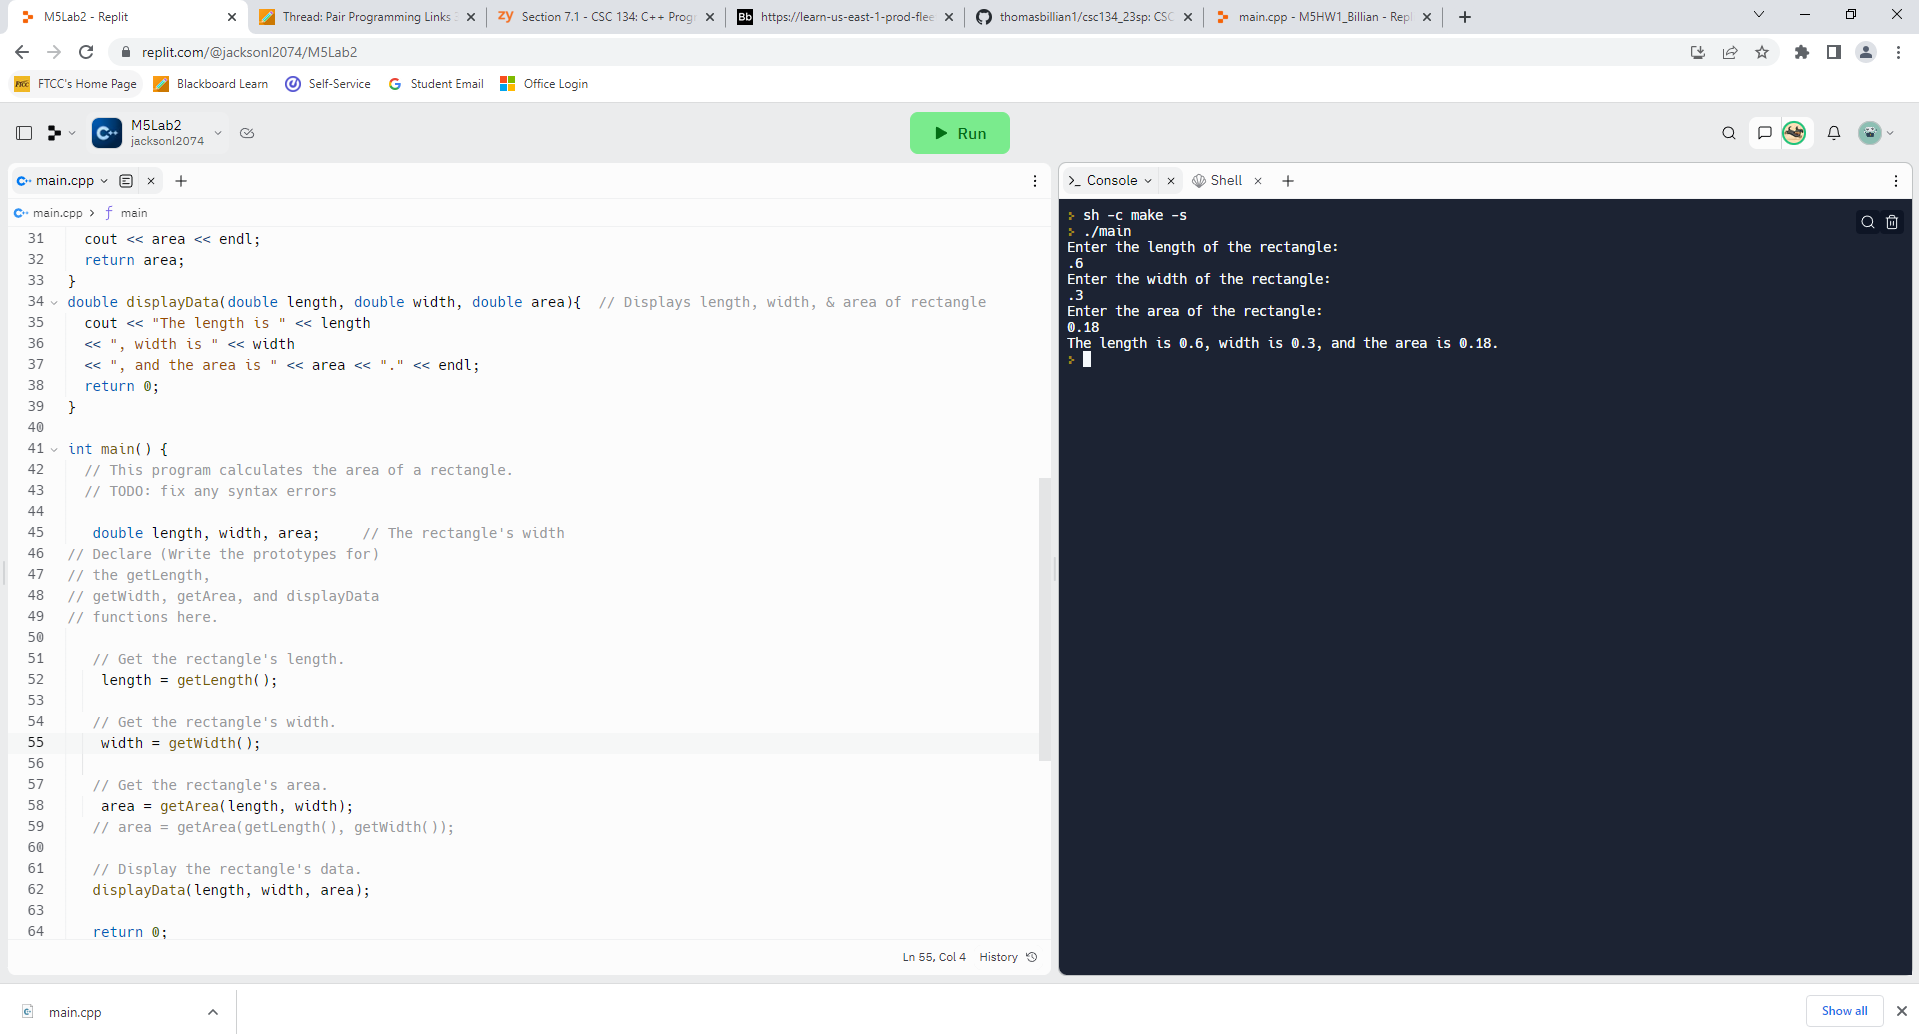 M5Lab2 - Replit
Thread: Pair Programming Links
zy Section 7.1 - CSC 134: C++ Prog
Bb https://learn-us-east-1-prod-flee
thomasbillian1/csc134_23sp: CSC
main.cpp - M5HW1_Billian - Repl
replit.com/@jacksonl2074/M5Lab2
FTCC FTCC's Home Page
Blackboard Learn
Self-Service
G Student Email
Office Login
C++ M5Lab2
jacksonl2074
Run
main.cpp
Console
Shell
main.cpp > f main
31 cout << area << endl;
32 return area;
33 }
34 double displayData(double length, double width, double area){ // Displays length, width, & area of rectangle
35 cout << "The length is " << length
36 << ", width is " << width
37 << ", and the area is " << area << "." << endl;
38 return 0;
39 }
40
41 int main() {
42 // This program calculates the area of a rectangle.
43 // TODO: fix any syntax errors
44
45 double length, width, area; // The rectangle's width
46 // Declare (Write the prototypes for)
47 // the getLength,
48 // getWidth, getArea, and displayData
49 // functions here.
50
51 // Get the rectangle's length.
52 length = getLength();
53
54 // Get the rectangle's width.
55 width = getWidth();
56
57 // Get the rectangle's area.
58 area = getArea(length, width);
59 // area = getArea(getLength(), getWidth());
60
61 // Display the rectangle's data.
62 displayData(length, width, area);
63
64 return 0;
Ln 55, Col 4 History
sh -c make -s
./main
Enter the length of the rectangle:
.6
Enter the width of the rectangle:
.3
Enter the area of the rectangle:
0.18
The length is 0.6, width is 0.3, and the area is 0.18.
main.cpp
Show all